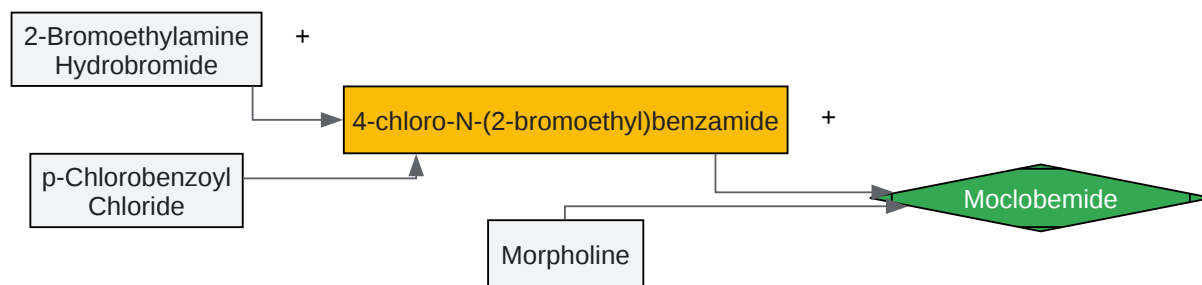 2-Bromoethylamine
Hydrobromide
+
4-chloro-N-(2-bromoethyl)benzamide
+
p-Chlorobenzoyl
Chloride
Moclobemide
Morpholine